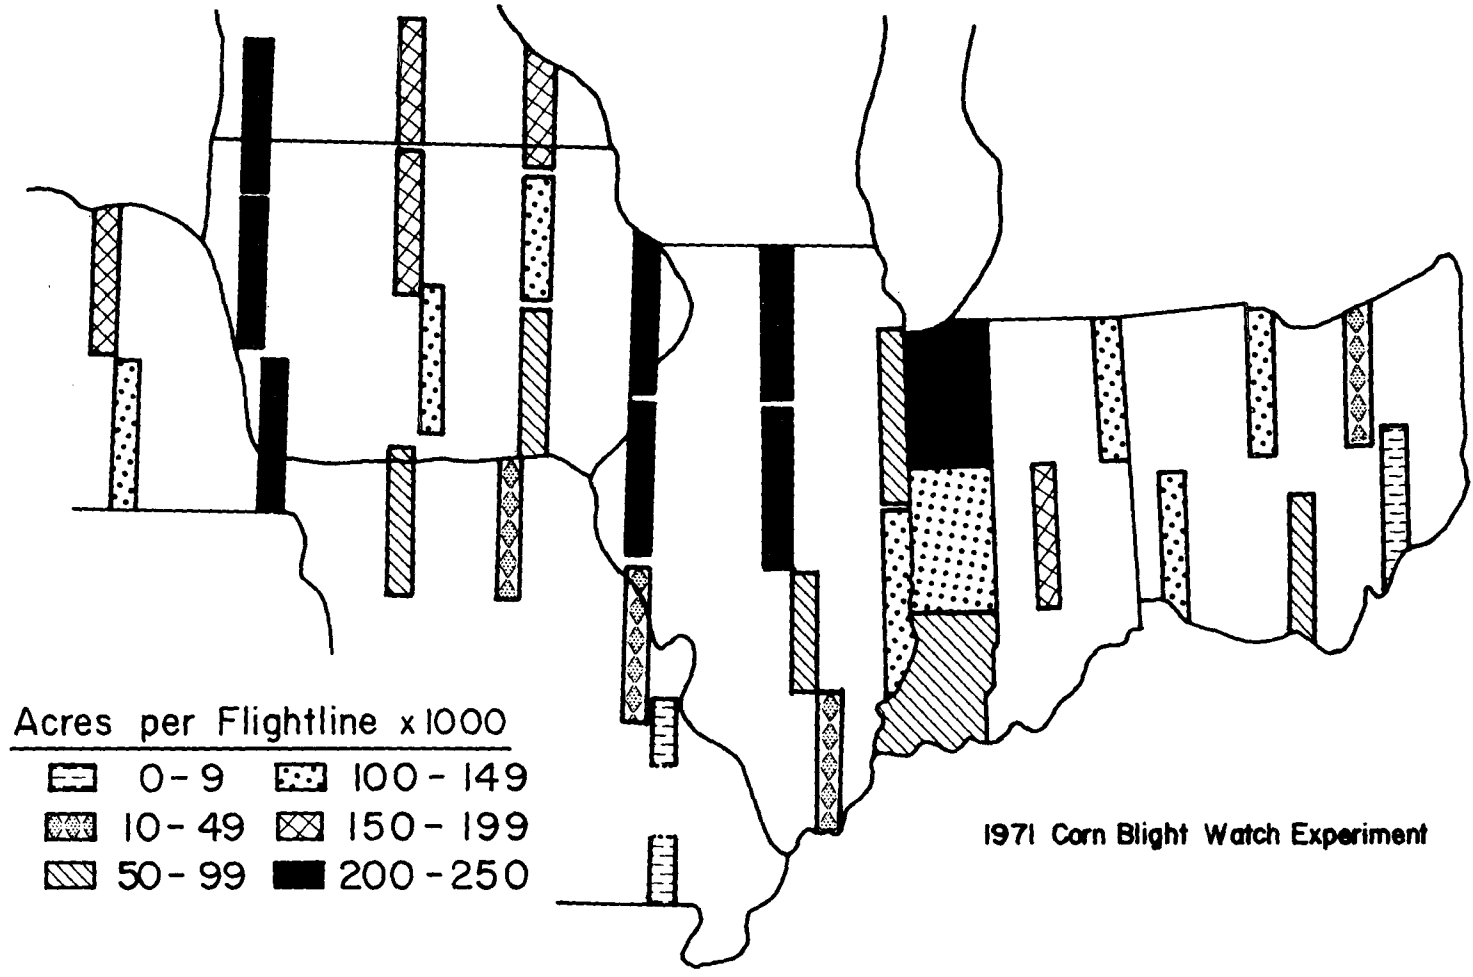 Acres per Flightline x 1000
0-9 100-149
10-49 150-199
50-99 200-250
1971 Corn Blight Watch Experiment